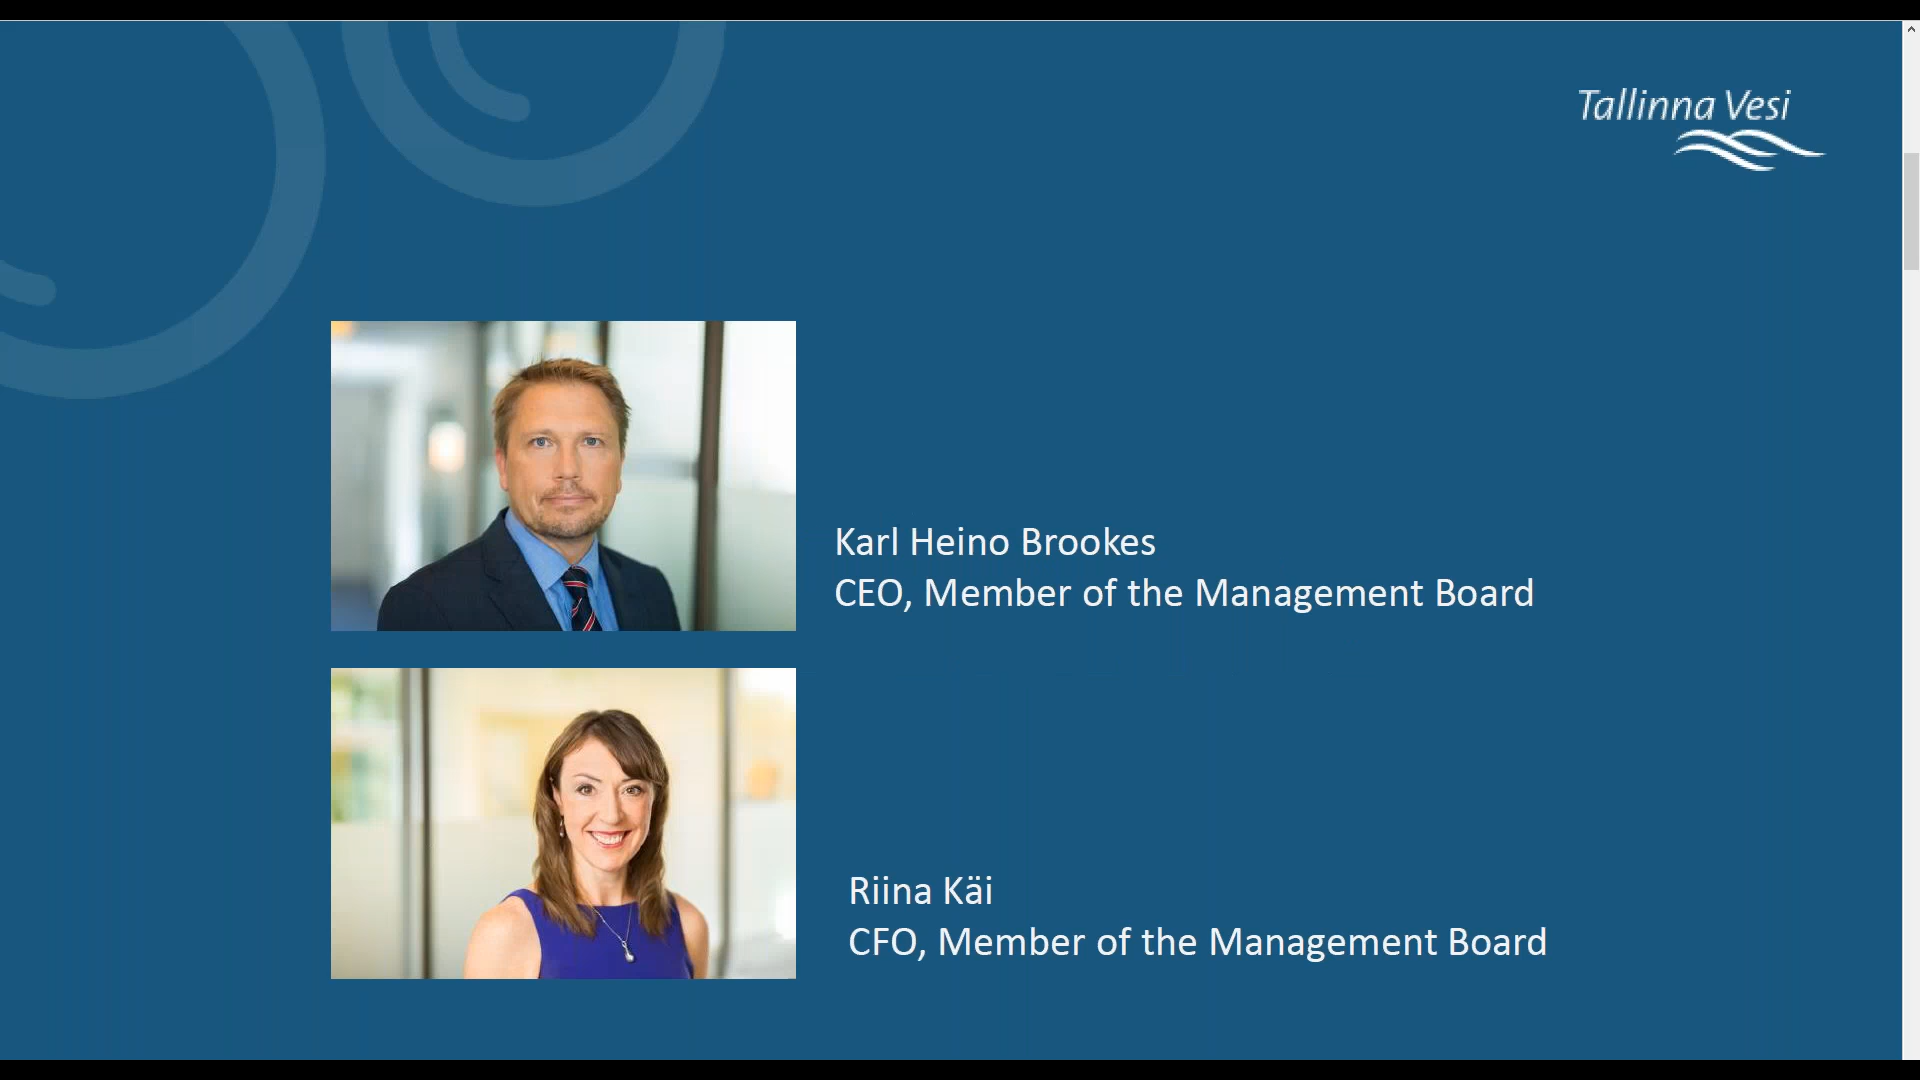 Tallinna Vesi
Karl Heino Brookes
CEO, Member of the Management Board
Riina Käi
CFO, Member of the Management Board